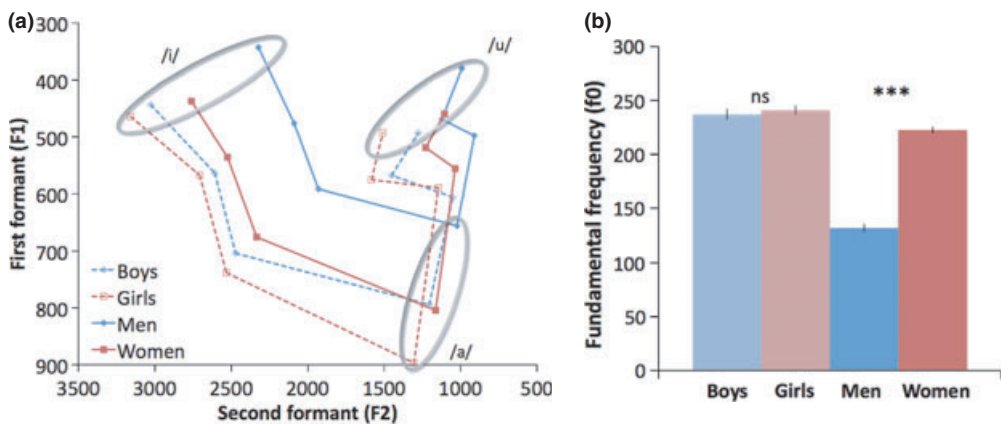 (a)
300
400
500
600
700
800
900
First formant (F1)
/i/
/u/
/a/
Boys
Girls
Men
Women
3500 3000 2500 2000 1500 1000 500
Second formant (F2)
(b)
300
250
200
150
100
50
0
Fundamental frequency (f0)
ns
***
Boys Girls Men Women